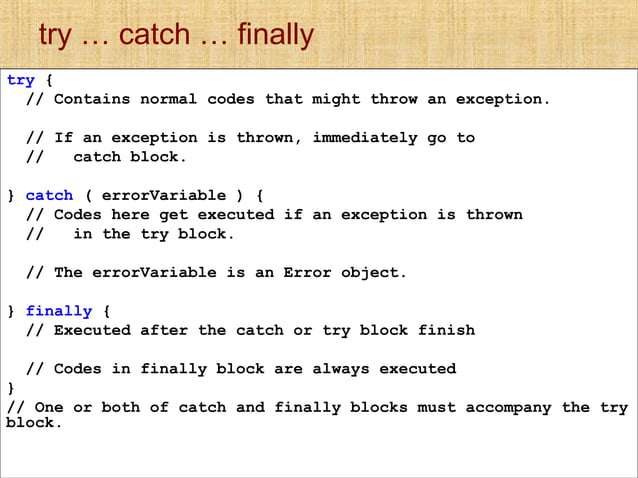 try … catch … finally
try {
// Contains normal codes that might throw an exception.
// If an exception is thrown, immediately go to
// catch block.
} catch ( errorVariable ) {
// Codes here get executed if an exception is thrown
// in the try block.
// The errorVariable is an Error object.
} finally {
// Executed after the catch or try block finish
// Codes in finally block are always executed
}
// One or both of catch and finally blocks must accompany the try
block.